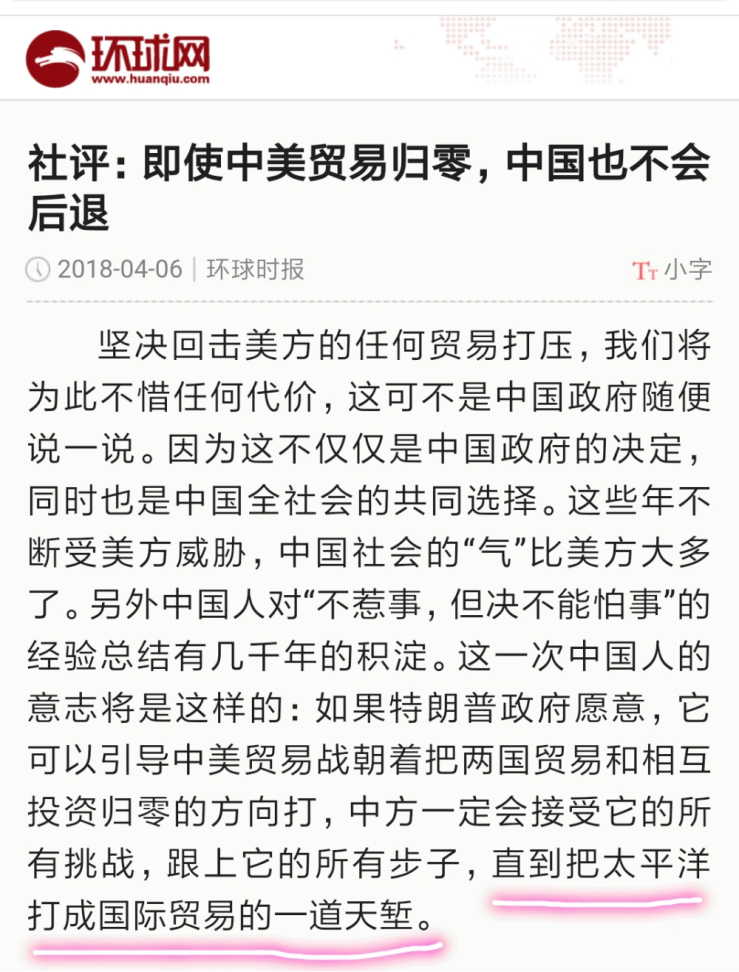 环球网
www.huanqiu.com
社评：即使中美贸易归零，中国也不会
后退
2018-04-06 环球时报
TT 小字
坚决回击美方的任何贸易打压，我们将
为此不惜任何代价，这可不是中国政府随便
说一说。因为这不仅仅是中国政府的决定，
同时也是中国全社会的共同选择。这些年不
断受美方威胁，中国社会的“气”比美方大多
了。另外中国人对“不惹事，但决不能怕事”的
经验总结有几千年的积淀。这一次中国人的
意志将是这样的：如果特朗普政府愿意，它
可以引导中美贸易战朝着把两国贸易和相互
投资归零的方向打，中方一定会接受它的所
有挑战，跟上它的所有步子，直到把太平洋
打成国际贸易的一道天堑。